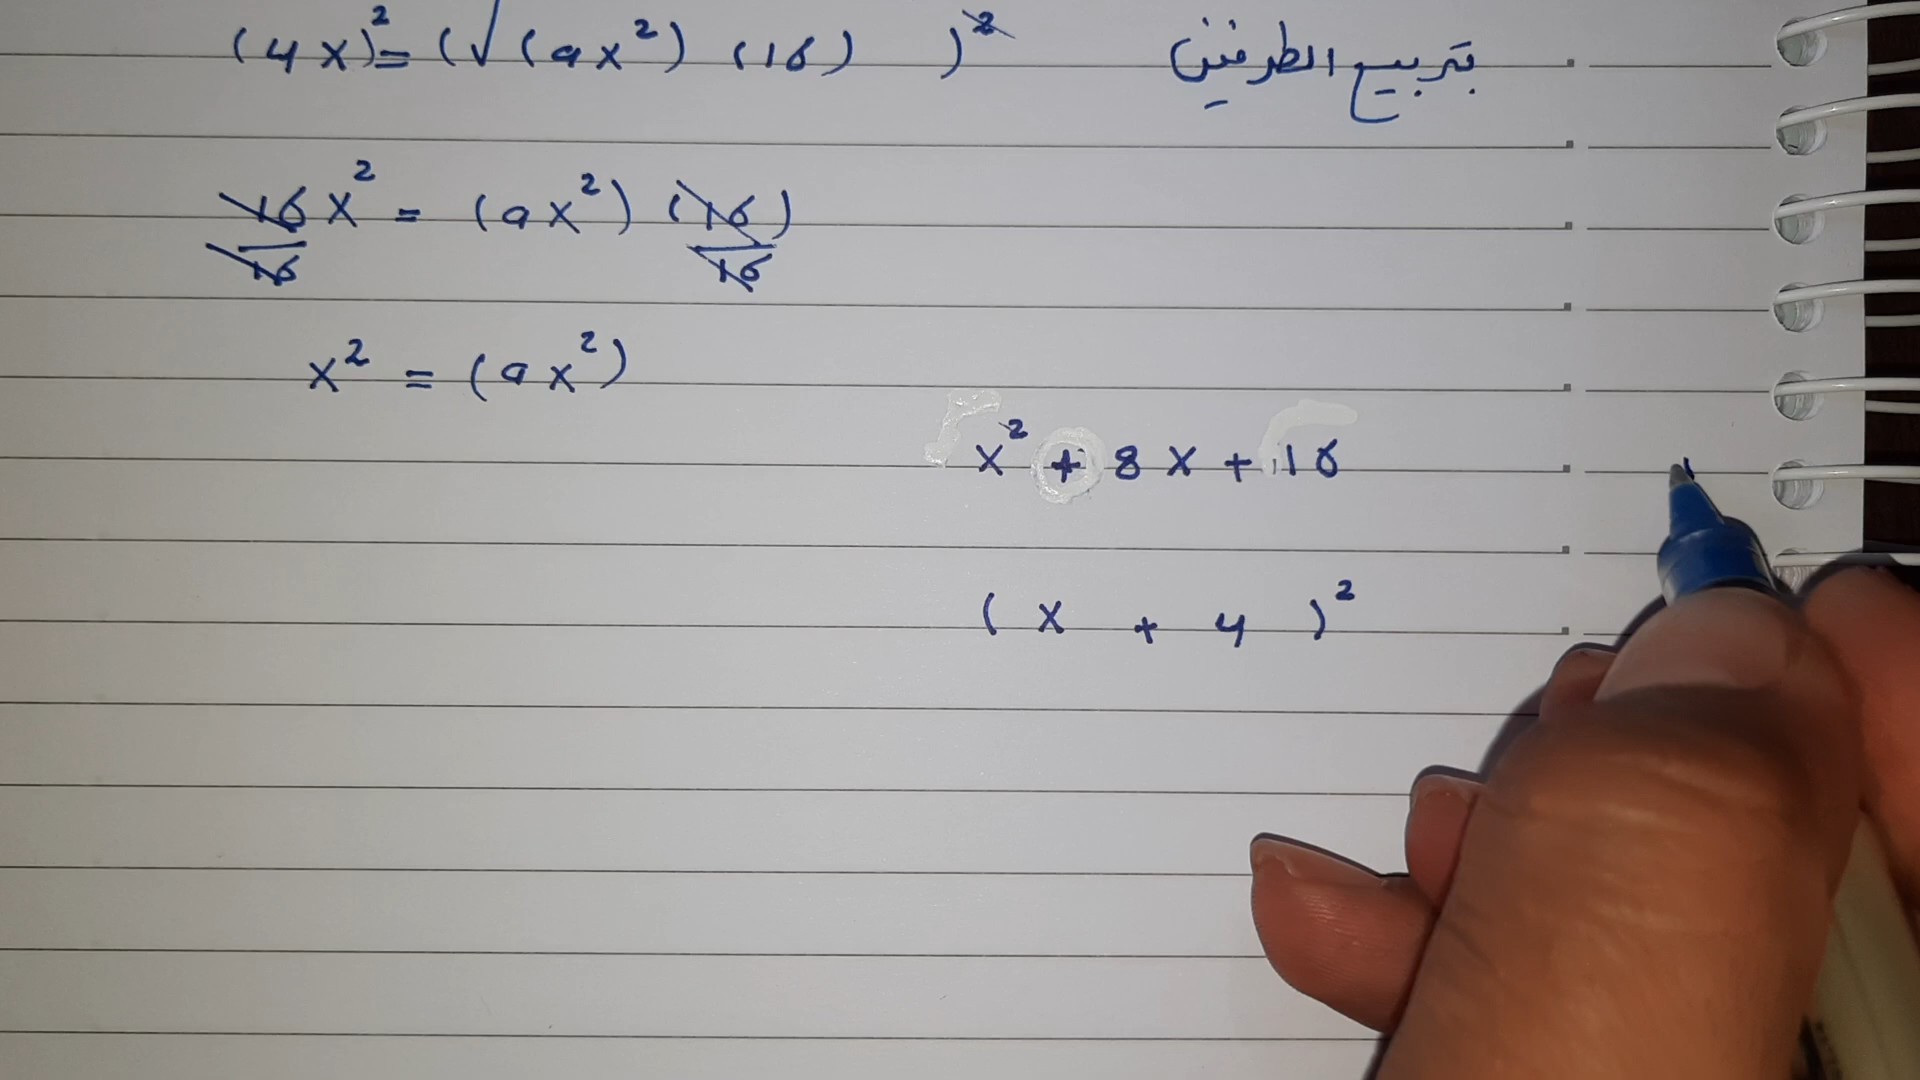 (4x)² = (√(ax²) (16) )² بتربيع الطرفين
16x² = (ax²) (16)
16 16
x² = (ax²)
x² + 8x + 16
(x + 4)²